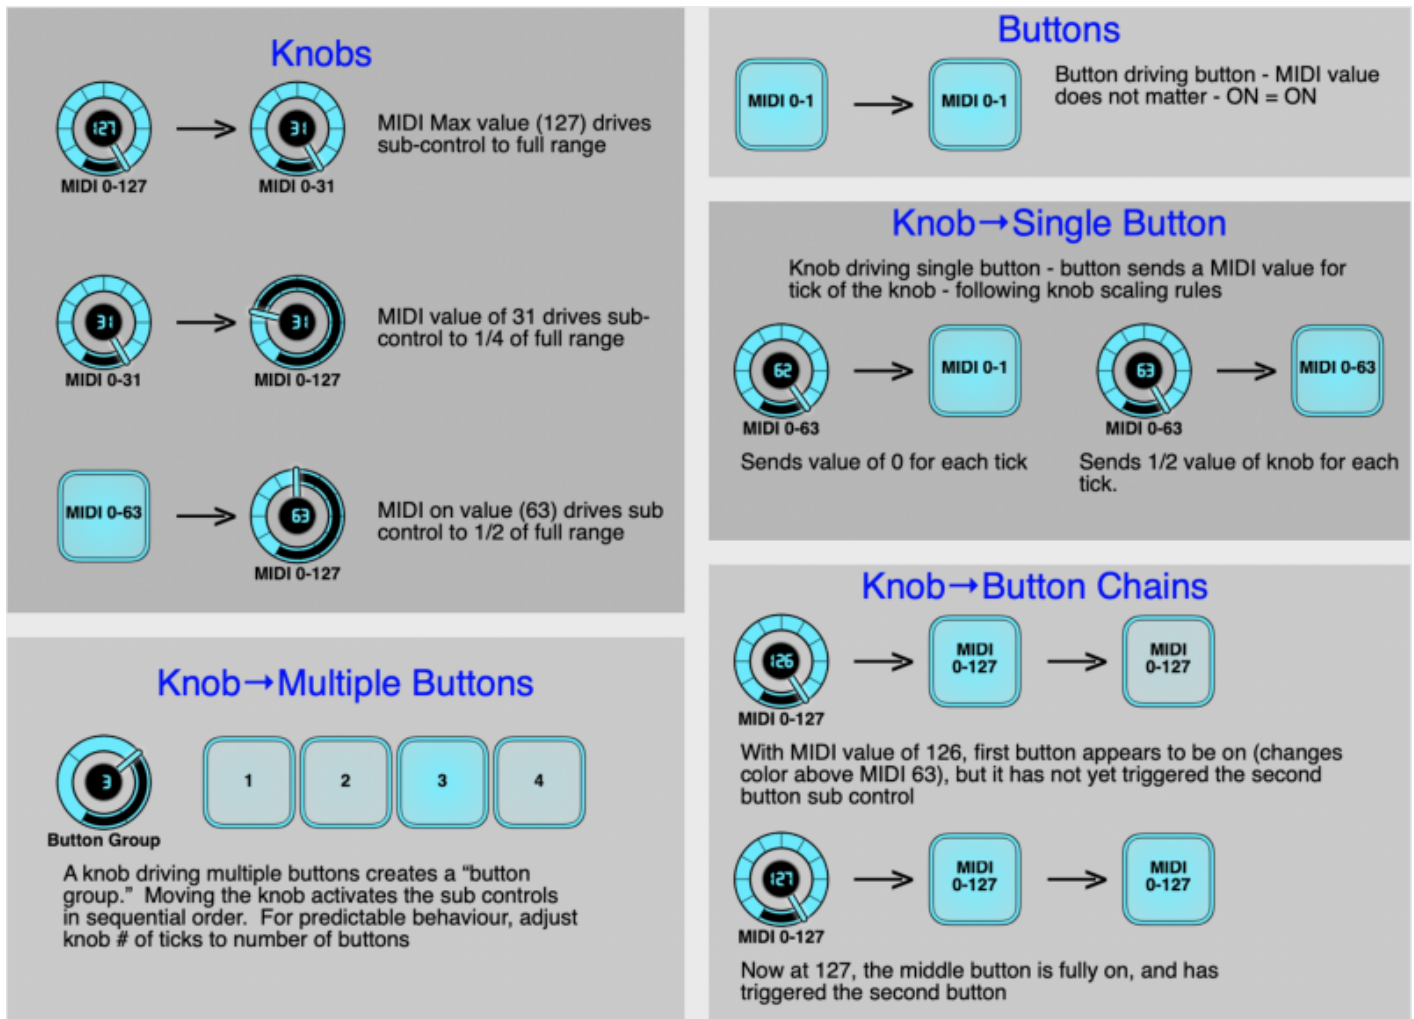 Knobs
127
31
MIDI Max value (127) drives
sub-control to full range
MIDI 0-127
MIDI 0-31
31
31
MIDI value of 31 drives sub-
control to 1/4 of full range
MIDI 0-31
MIDI 0-127
MIDI 0-63
63
MIDI on value (63) drives sub
control to 1/2 of full range
MIDI 0-127
Knob→Multiple Buttons
3
1
2
3
4
Button Group
A knob driving multiple buttons creates a “button
group.” Moving the knob activates the sub controls
in sequential order. For predictable behaviour, adjust
knob # of ticks to number of buttons
Buttons
MIDI 0-1
MIDI 0-1
Button driving button - MIDI value
does not matter - ON = ON
Knob→Single Button
Knob driving single button - button sends a MIDI value for
tick of the knob - following knob scaling rules
62
MIDI 0-1
63
MIDI 0-63
MIDI 0-63
MIDI 0-63
Sends value of 0 for each tick
Sends 1/2 value of knob for each
tick.
Knob→Button Chains
126
MIDI
0-127
MIDI
0-127
MIDI 0-127
With MIDI value of 126, first button appears to be on (changes
color above MIDI 63), but it has not yet triggered the second
button sub control
127
MIDI
0-127
MIDI
0-127
MIDI 0-127
Now at 127, the middle button is fully on, and has
triggered the second button